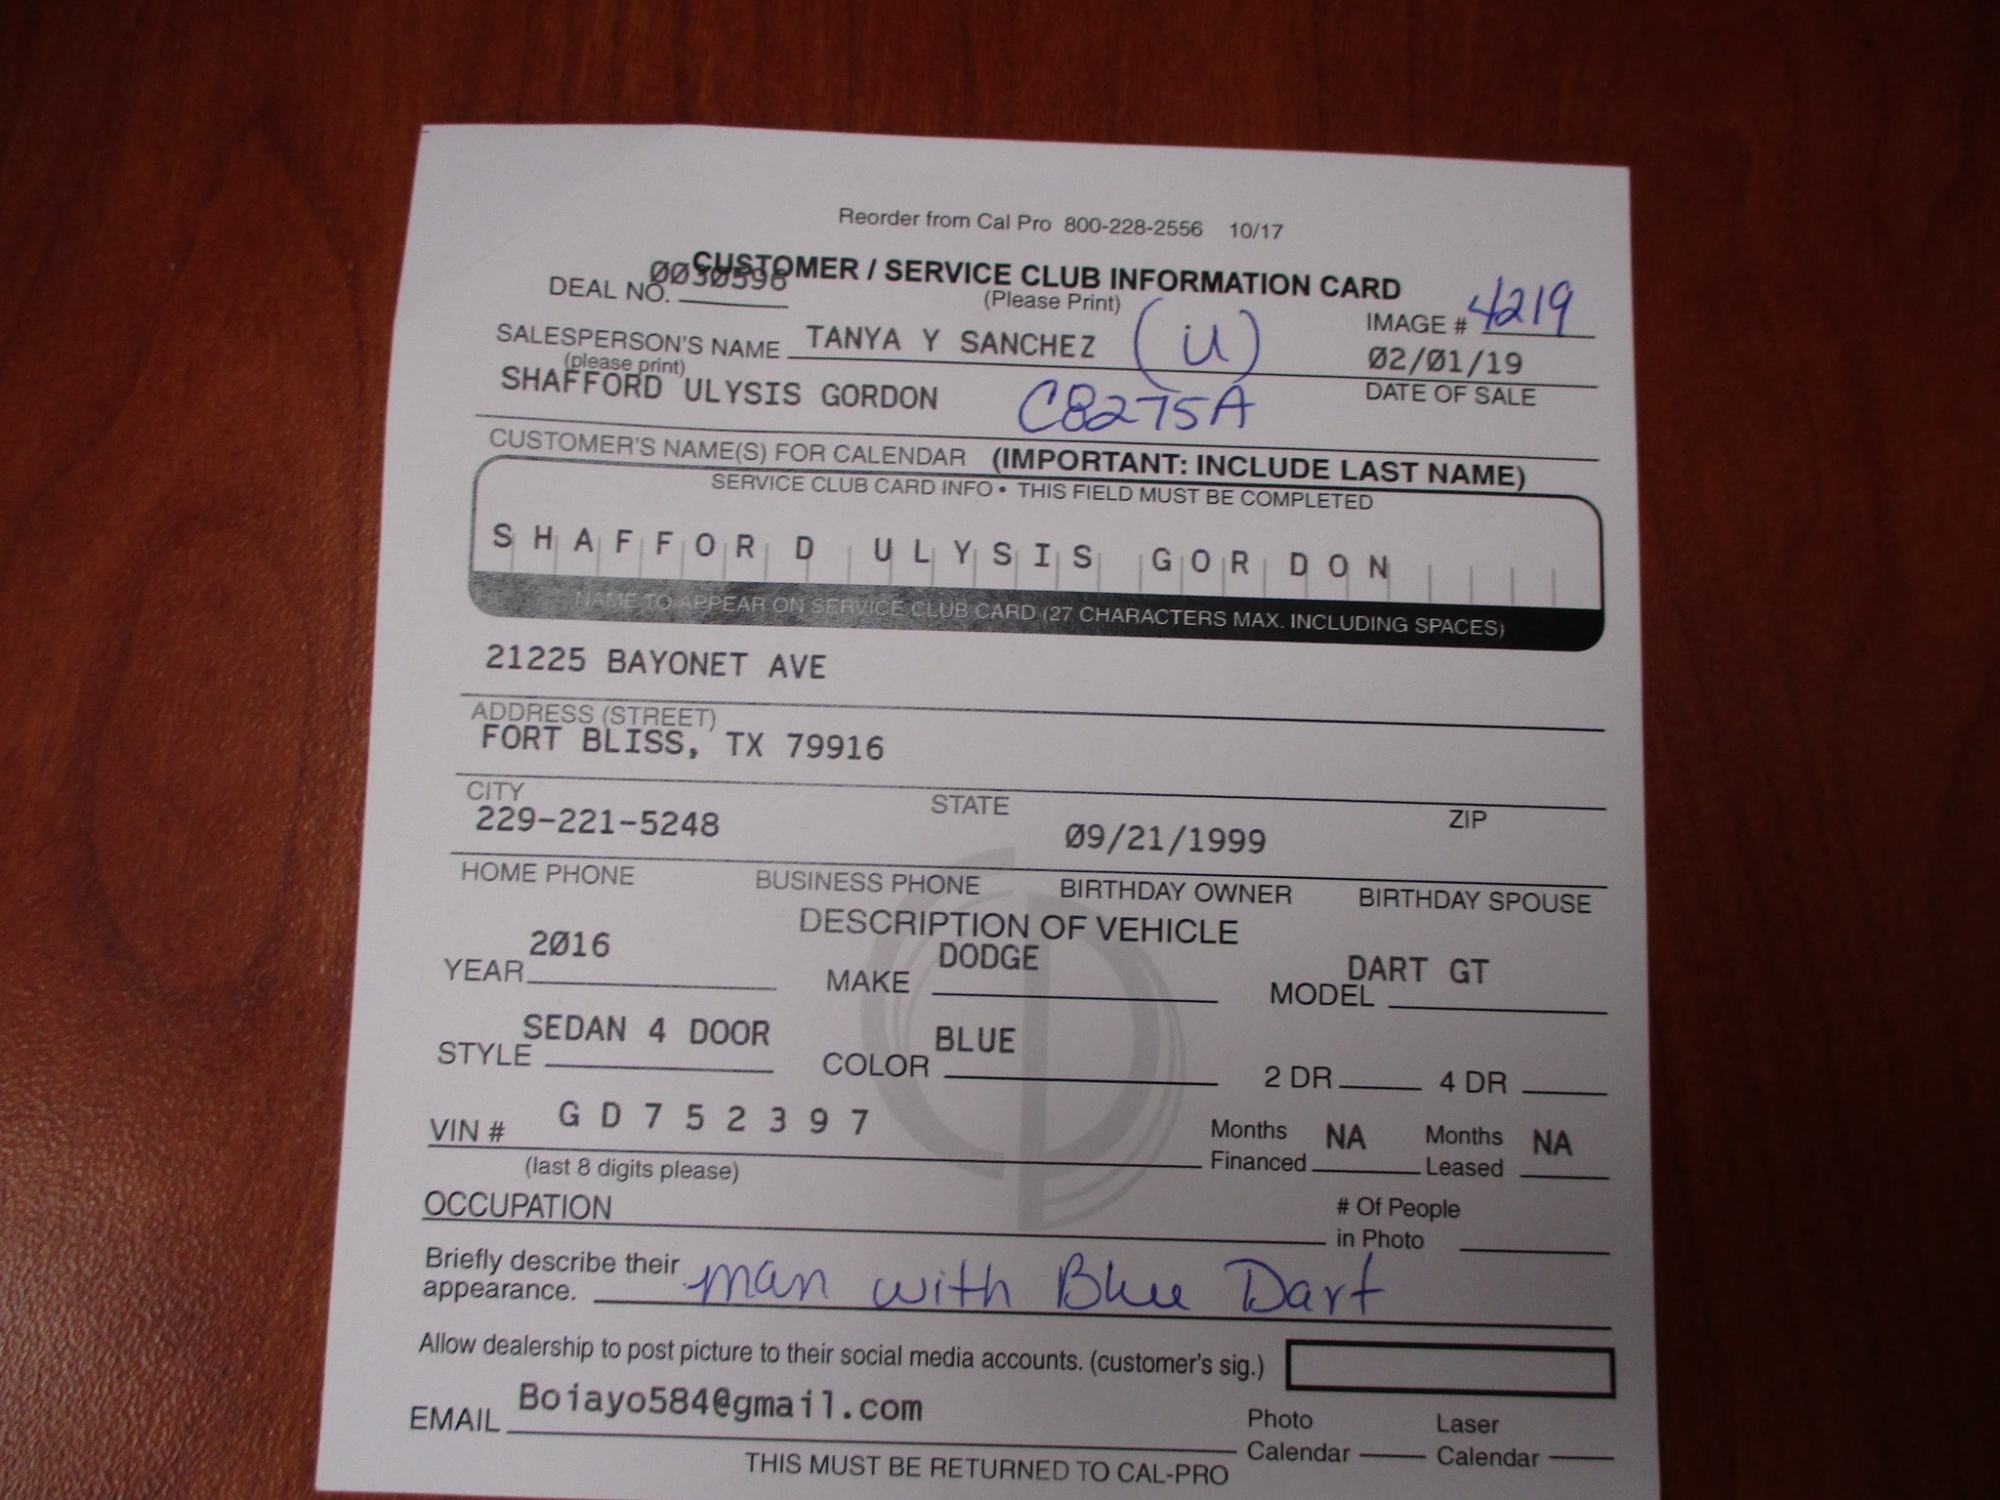 Reorder from Cal Pro 800-228-2556 10/17
CUSTOMER / SERVICE CLUB INFORMATION CARD
DEAL NO. 0030596
(Please Print)
IMAGE # 4219
SALESPERSON'S NAME TANYA Y SANCHEZ (U)
02/01/19
(please print)
DATE OF SALE
SHAFFORD ULYSIS GORDON C8275A
CUSTOMER'S NAME(S) FOR CALENDAR (IMPORTANT: INCLUDE LAST NAME)
SERVICE CLUB CARD INFO • THIS FIELD MUST BE COMPLETED
SHAFFORD ULYSIS GORDON
NAME TO APPEAR ON SERVICE CLUB CARD (27 CHARACTERS MAX. INCLUDING SPACES)
21225 BAYONET AVE
ADDRESS (STREET)
FORT BLISS, TX 79916
CITY STATE ZIP
229-221-5248 09/21/1999
HOME PHONE BUSINESS PHONE BIRTHDAY OWNER BIRTHDAY SPOUSE
DESCRIPTION OF VEHICLE
YEAR 2016 MAKE DODGE MODEL DART GT
STYLE SEDAN 4 DOOR COLOR BLUE 2 DR 4 DR
VIN # G D 7 5 2 3 9 7 Months Financed NA Months Leased NA
(last 8 digits please)
OCCUPATION # Of People in Photo
Briefly describe their appearance. man with Blue Dart
Allow dealership to post picture to their social media accounts. (customer's sig.)
EMAIL Boiayo584@gmail.com Photo Calendar Laser Calendar
THIS MUST BE RETURNED TO CAL-PRO